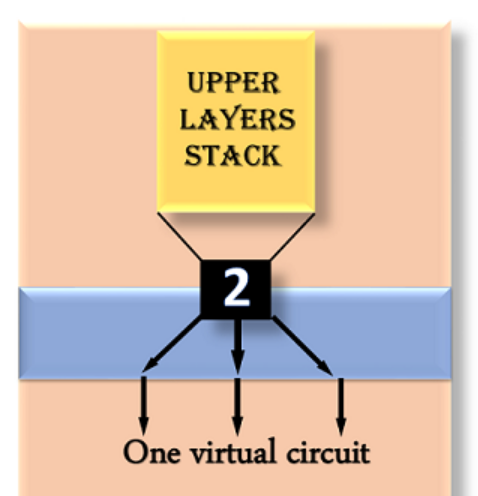 UPPER
LAYERS
STACK
2
One virtual circuit